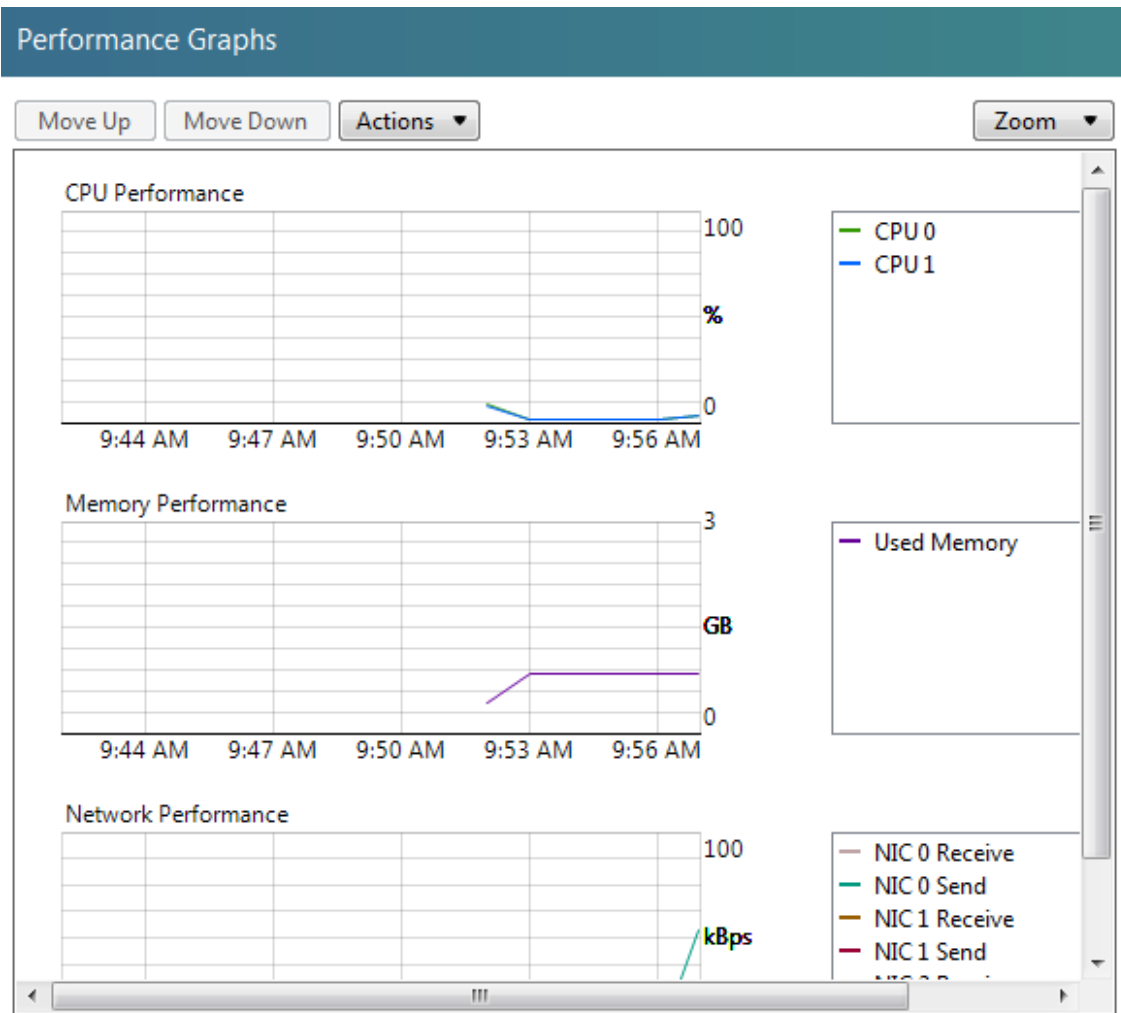 Performance Graphs
Move Up Move Down Actions Zoom
CPU Performance
100
%
0
9:44 AM 9:47 AM 9:50 AM 9:53 AM 9:56 AM
CPU 0
CPU 1
Memory Performance
3
GB
0
9:44 AM 9:47 AM 9:50 AM 9:53 AM 9:56 AM
Used Memory
Network Performance
100
kBps
NIC 0 Receive
NIC 0 Send
NIC 1 Receive
NIC 1 Send